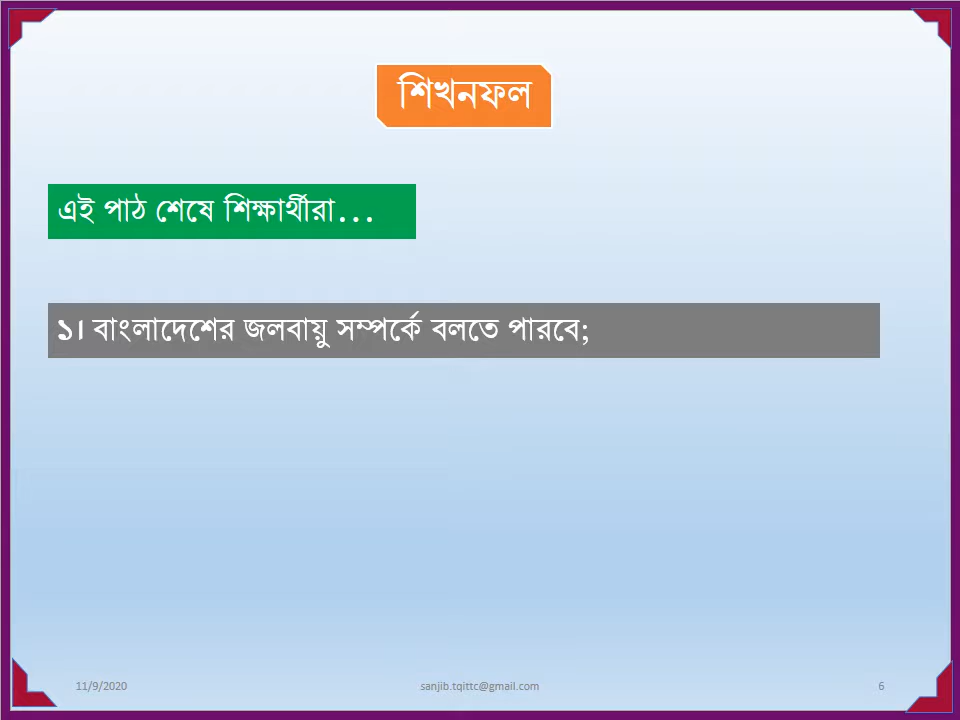 শিখনফল
এই পাঠ শেষে শিক্ষার্থীরা...
১। বাংলাদেশের জলবায়ু সম্পর্কে বলতে পারবে;
11/9/2020 sanjib.tqittc@gmail.com 6